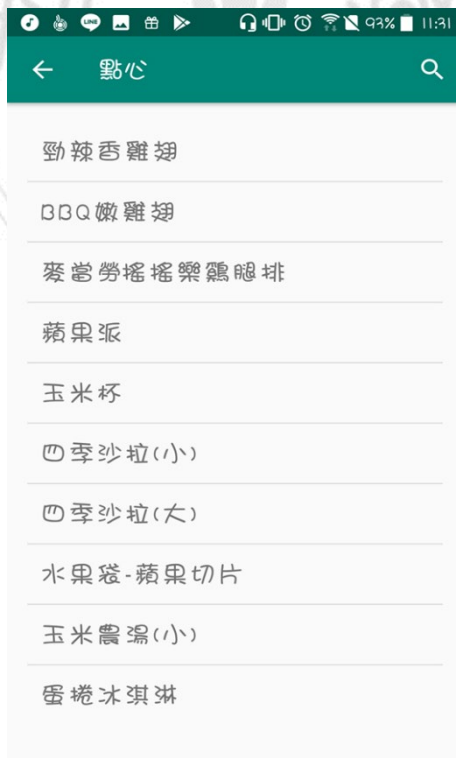 93% 11:31
點心
勁辣香雞翅
BBQ嫩雞翅
麥當勞搖搖樂鷄腿排
蘋果派
玉米杯
四季沙拉(小)
四季沙拉(大)
水果袋-蘋果切片
玉米農湯(小)
蛋捲冰淇淋